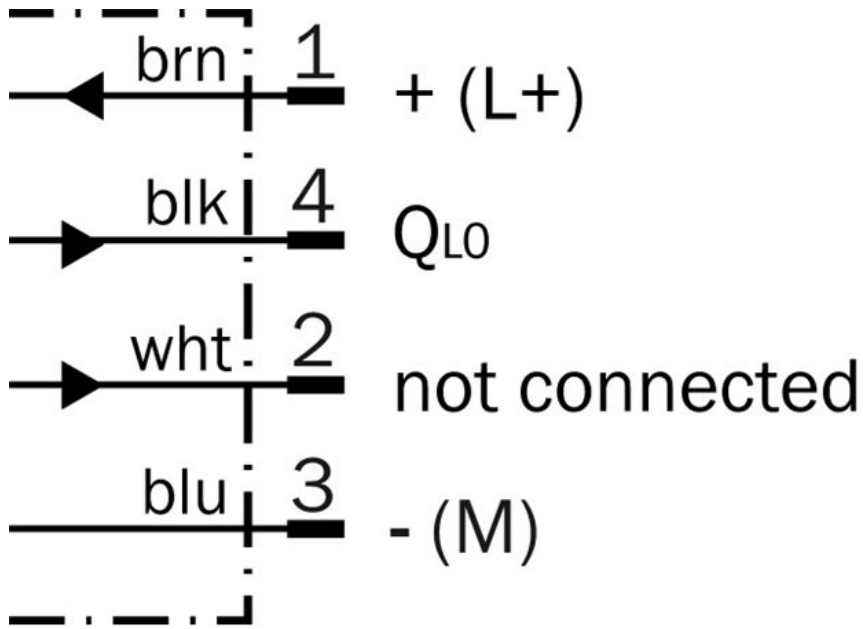 brn 1 + (L+)
blk 4 QL0
wht 2 not connected
blu 3 - (M)